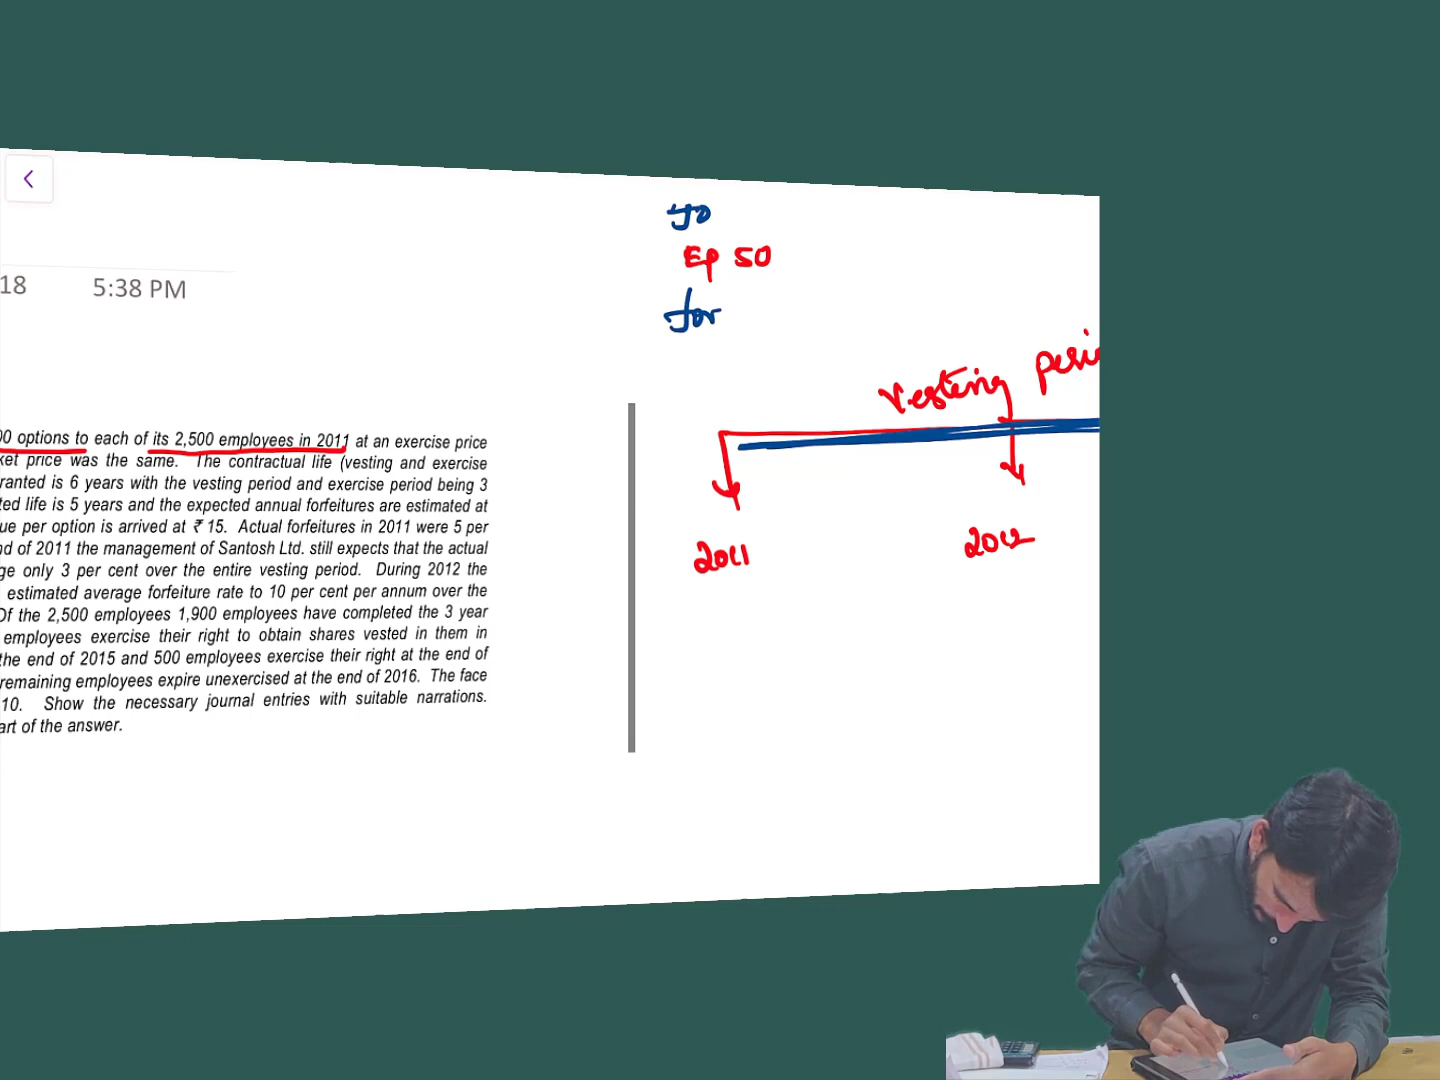 18 5:38 PM
00 options to each of its 2,500 employees in 2011 at an exercise price
ket price was the same. The contractual life (vesting and exercise
ranted is 6 years with the vesting period and exercise period being 3
ted life is 5 years and the expected annual forfeitures are estimated at
ue per option is arrived at ₹ 15. Actual forfeitures in 2011 were 5 per
nd of 2011 the management of Santosh Ltd. still expects that the actual
ge only 3 per cent over the entire vesting period. During 2012 the
estimated average forfeiture rate to 10 per cent per annum over the
Of the 2,500 employees 1,900 employees have completed the 3 year
employees exercise their right to obtain shares vested in them in
the end of 2015 and 500 employees exercise their right at the end of
remaining employees expire unexercised at the end of 2016. The face
10. Show the necessary journal entries with suitable narrations.
art of the answer.
EP 50
for
Vesting peri
2011
2012